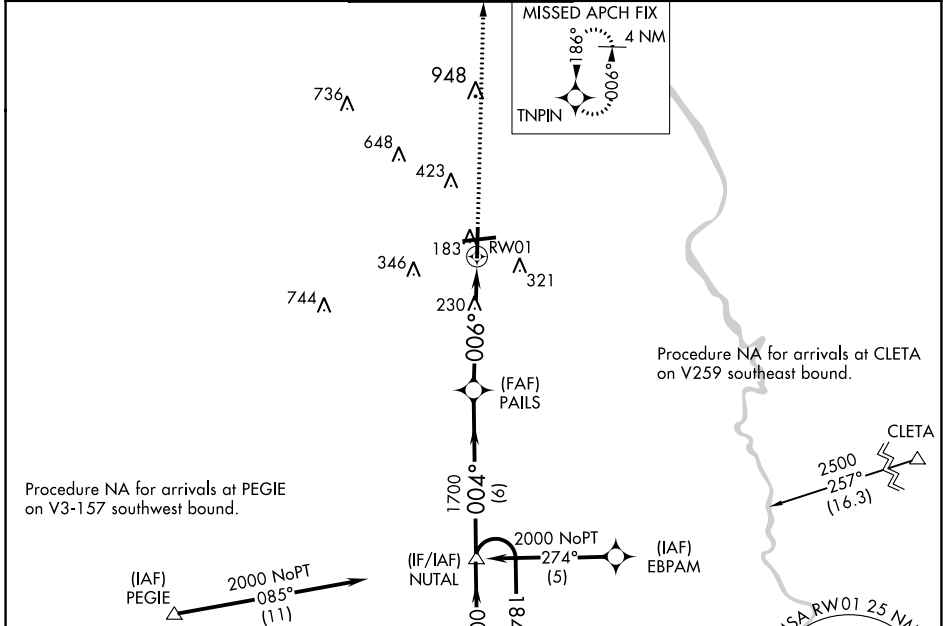 MISSED APCH FIX
4 NM
186°
006°
TNPIN
948
736
648
423
183
RW01
346
321
744
230
006°
(FAF)
PAILS
Procedure NA for arrivals at CLETA
on V259 southeast bound.
CLETA
2500
257°
(16.3)
1700
004°
(6)
Procedure NA for arrivals at PEGIE
on V3-157 southwest bound.
2000 NoPT
274°
(5)
(IAF)
EBPAM
(IF/IAF)
NUTAL
(IAF)
PEGIE
2000 NoPT
085°
(11)
187
RW01 25